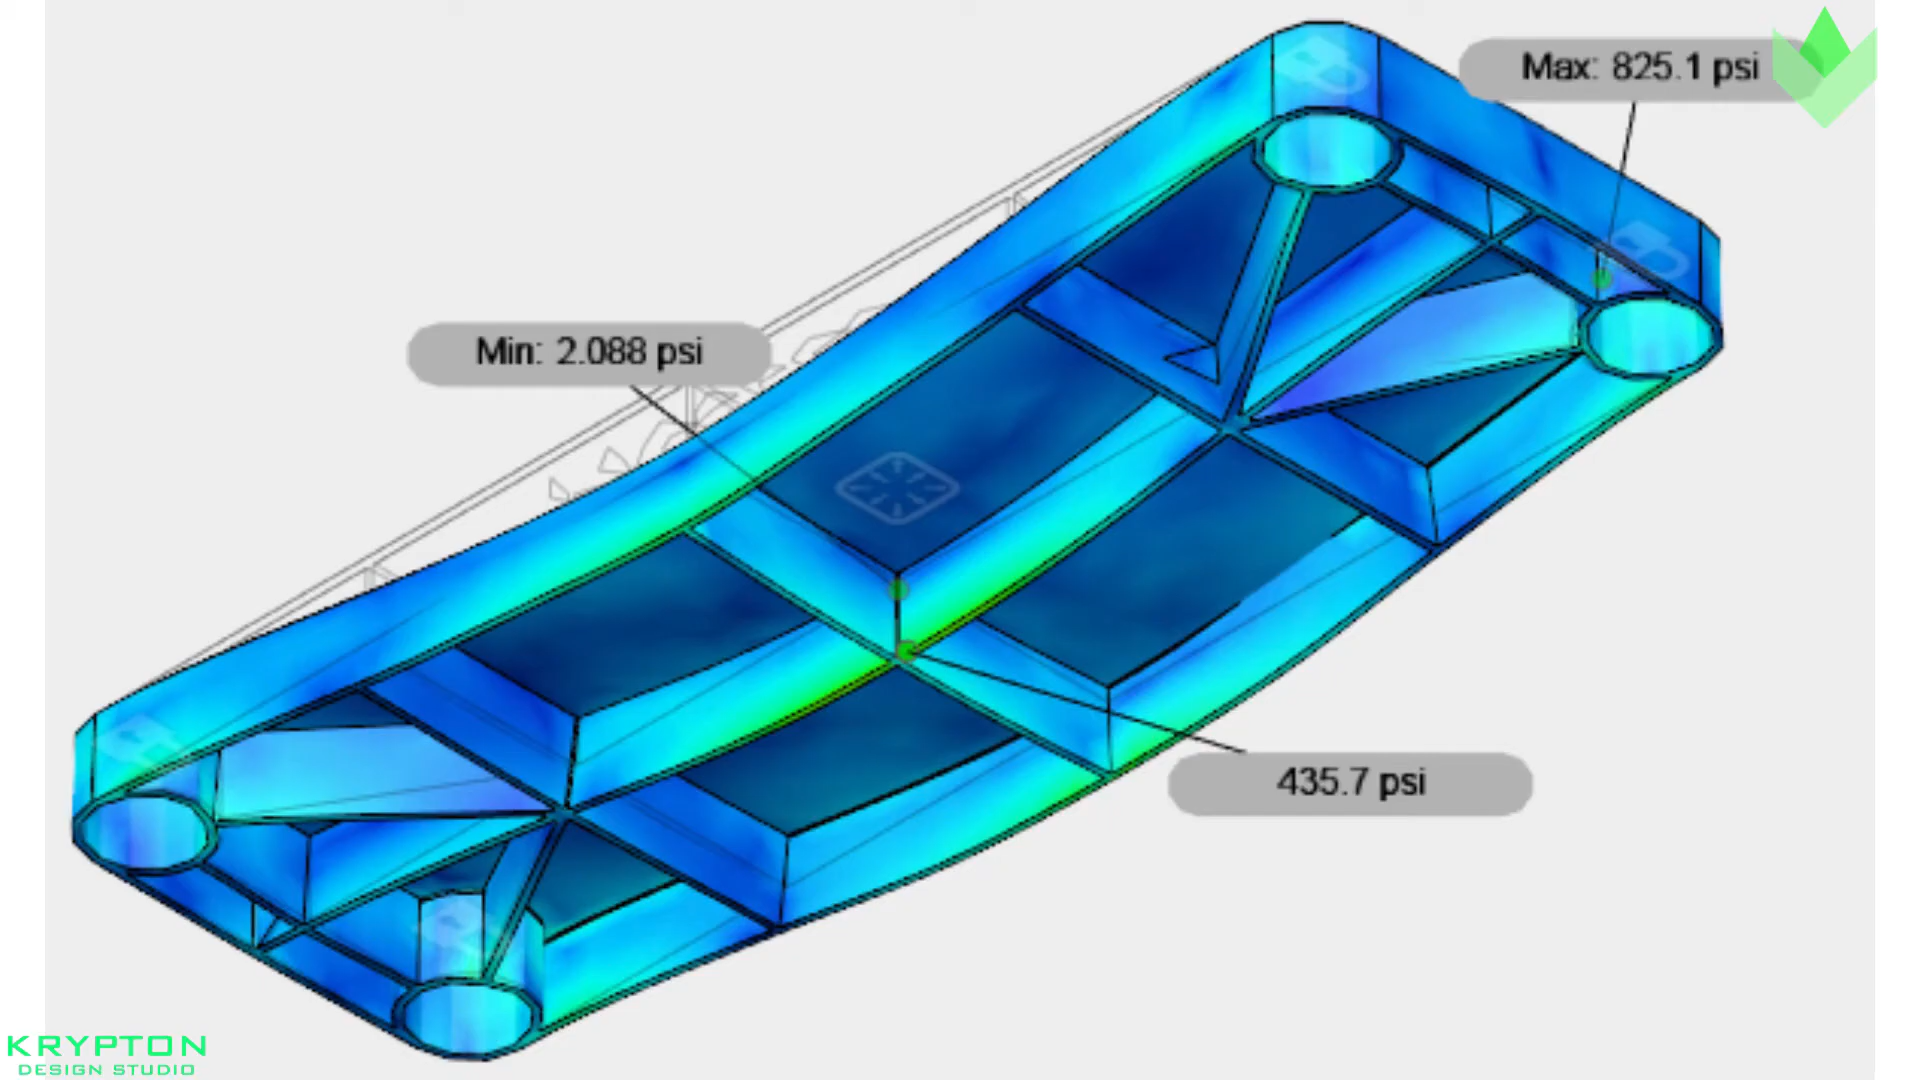 Max: 825.1 psi
Min: 2.088 psi
435.7 psi
KRYPTON
DESIGN STUDIO